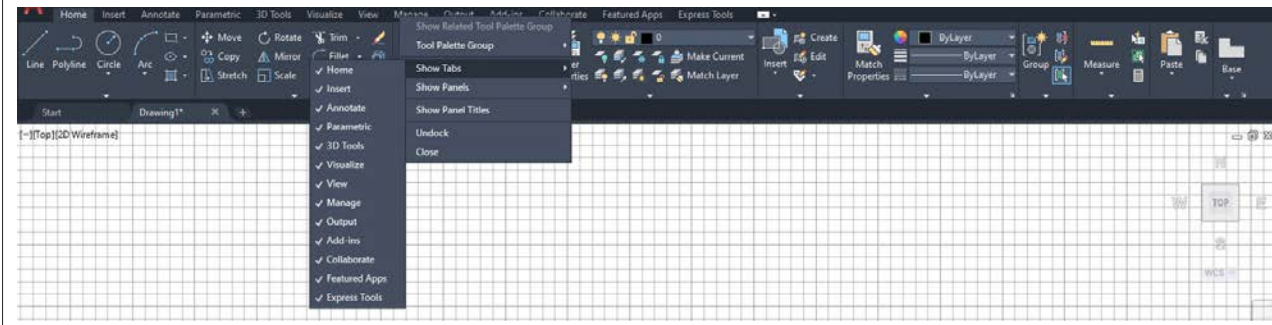 Home Insert Annotate Parametric 3D Tools Visualize View Manage Output Add-ins Collaborate Featured Apps Express Tools
Show Related Tool Palette Group
Tool Palette Group
Show Tabs
Show Panels
Show Panel Titles
Undock
Close
Home
Insert
Annotate
Parametric
3D Tools
Visualize
View
Manage
Output
Add-ins
Collaborate
Featured Apps
Express Tools
Line Polyline Circle Arc
Move Rotate Trim
Copy Mirror Fillet
Stretch Scale
0
Make Current
Match Layer
Insert
Create
Edit
Match
Properties
ByLayer
ByLayer
ByLayer
Group
Measure
Paste
Base
Start Drawing1*
[-][Top][2D Wireframe]
N
W TOP E
S
WCS